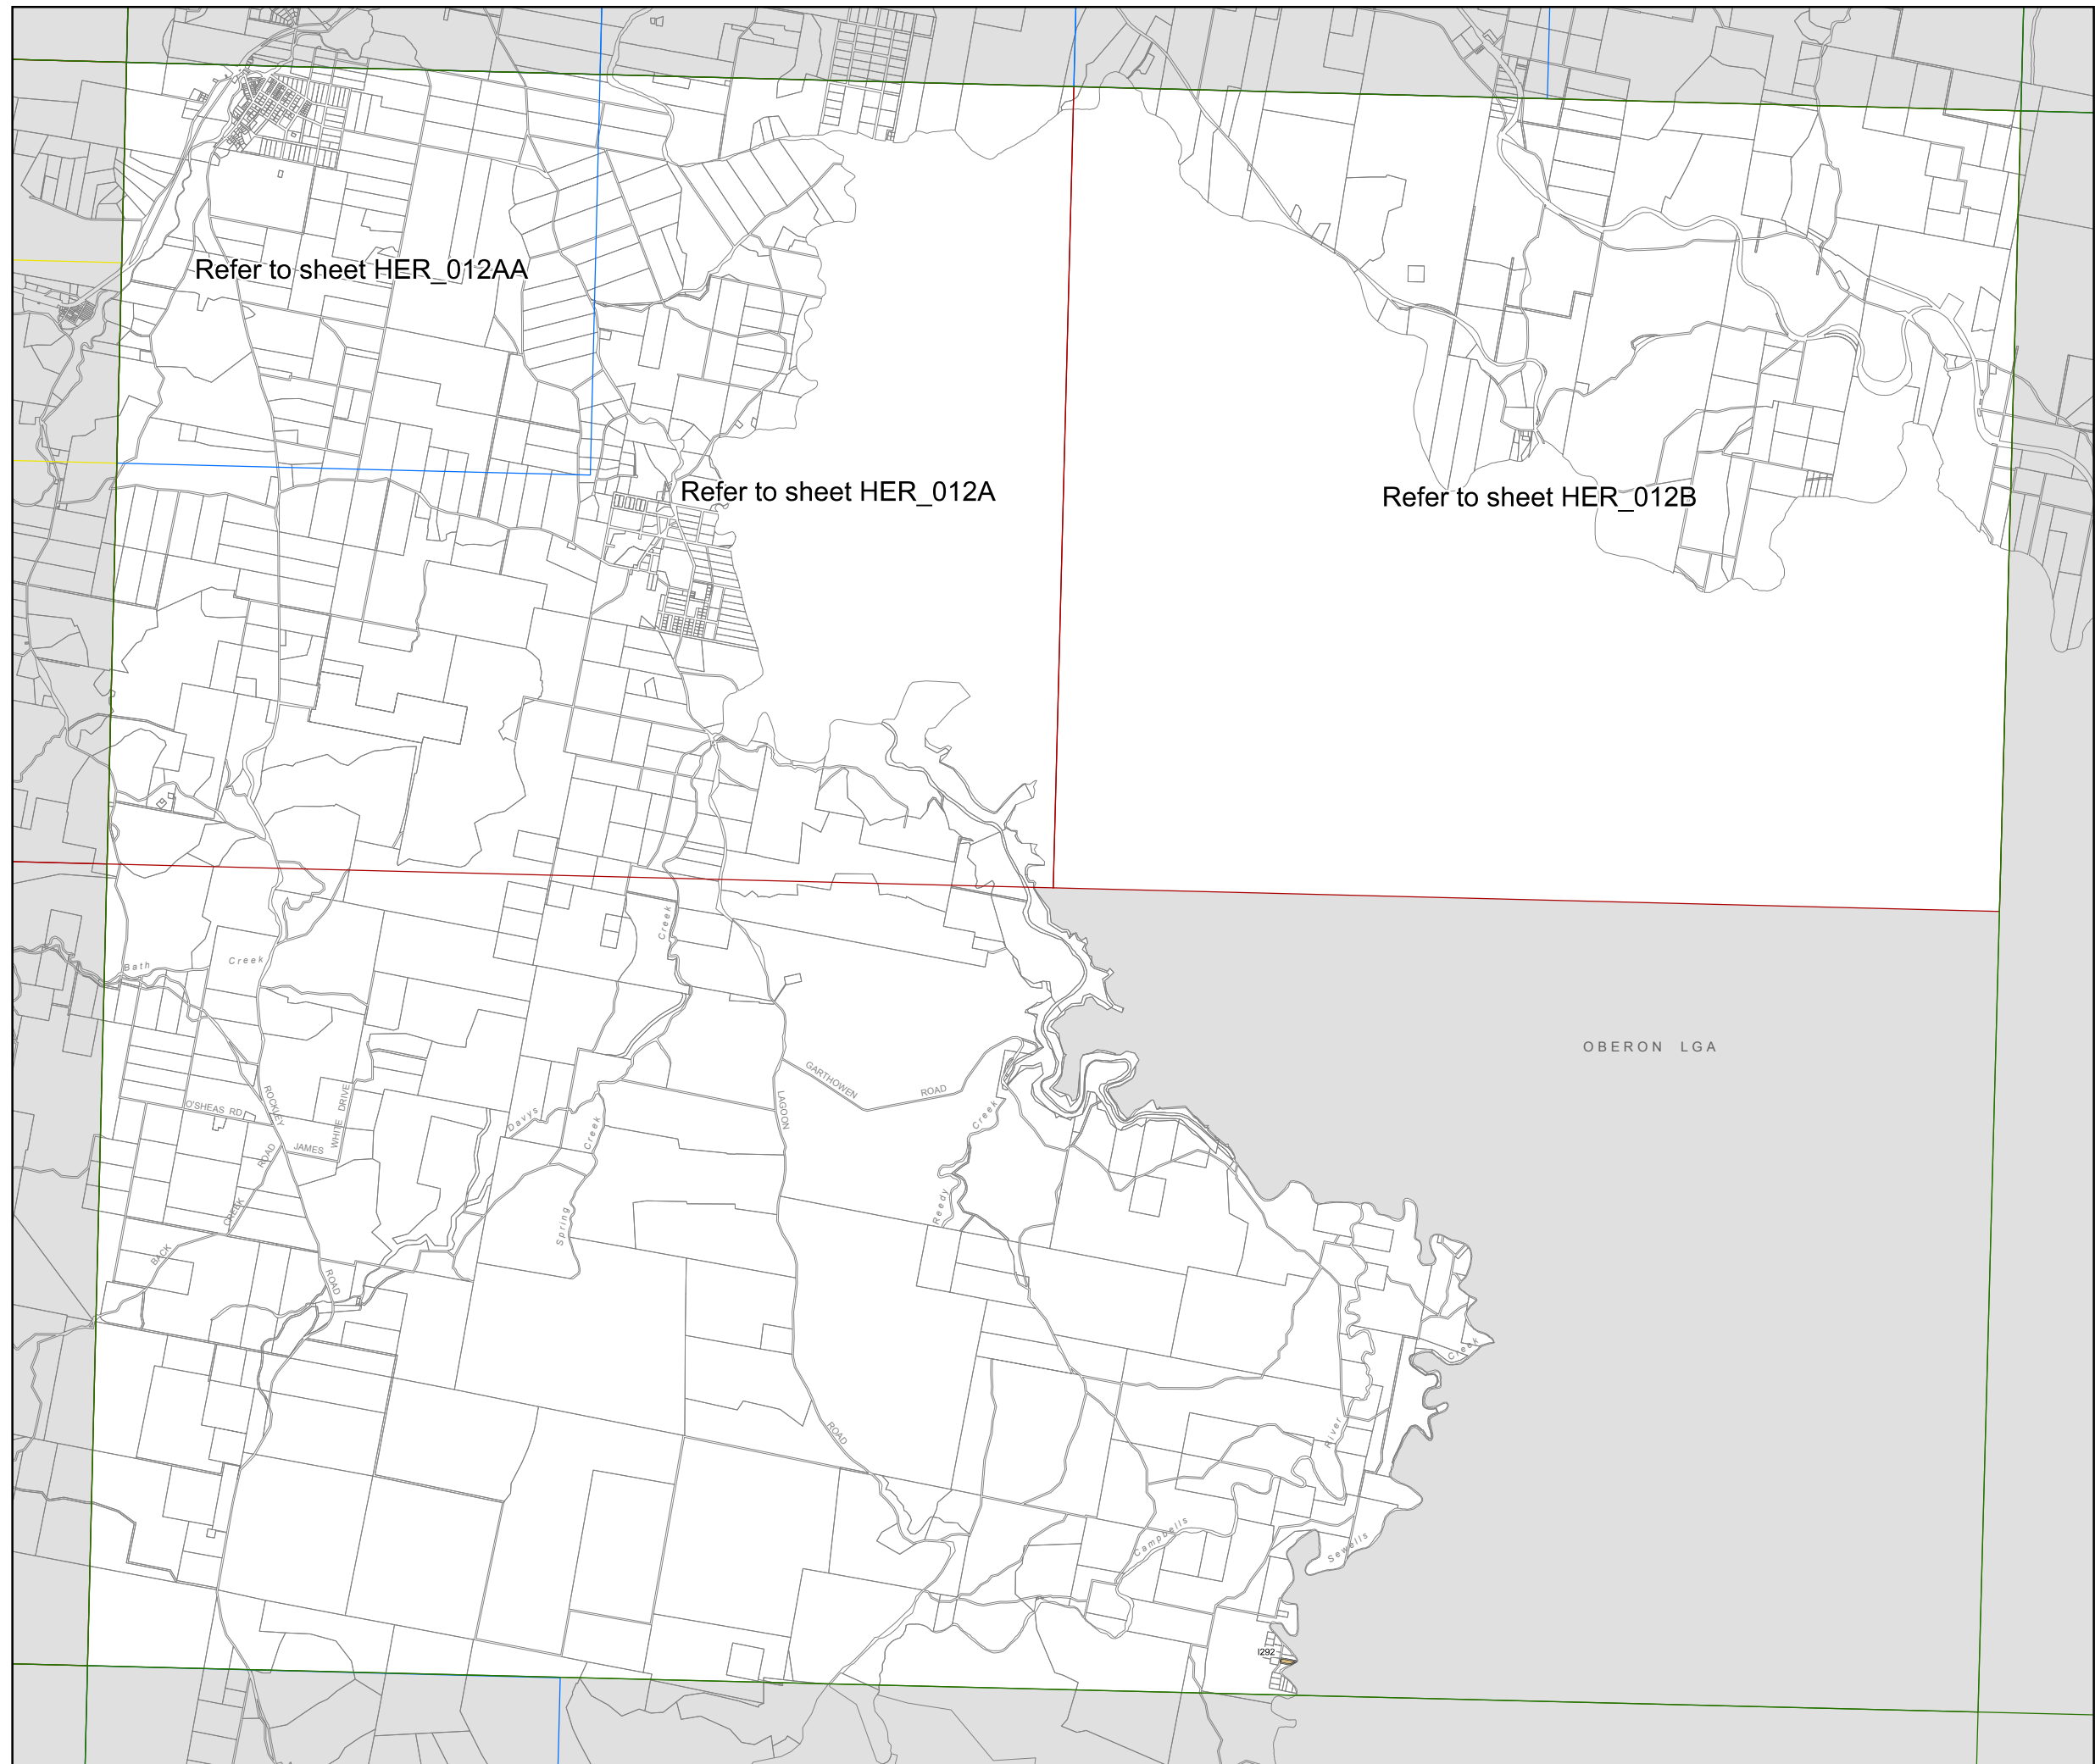 Refer to sheet HER_012AA
Refer to sheet HER_012A
Refer to sheet HER_012B
Creek
Bath
Creek
OBERON LGA
GARTHOWEN
ROAD
LAGOON
ROCKLEY
WHITE DRIVE
O'SHEAS RD
JAMES
ROAD
Davys
Creek
Creek
Reedy
CREEK
BACK
Spring
ROAD
Creek
ROAD
River
Campbells
Sewells
I292